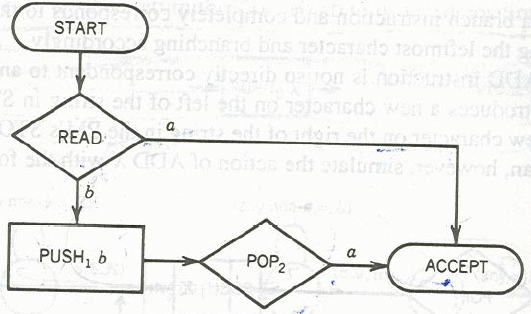 START
READ
a
b
PUSH₁ b
POP₂
a
ACCEPT